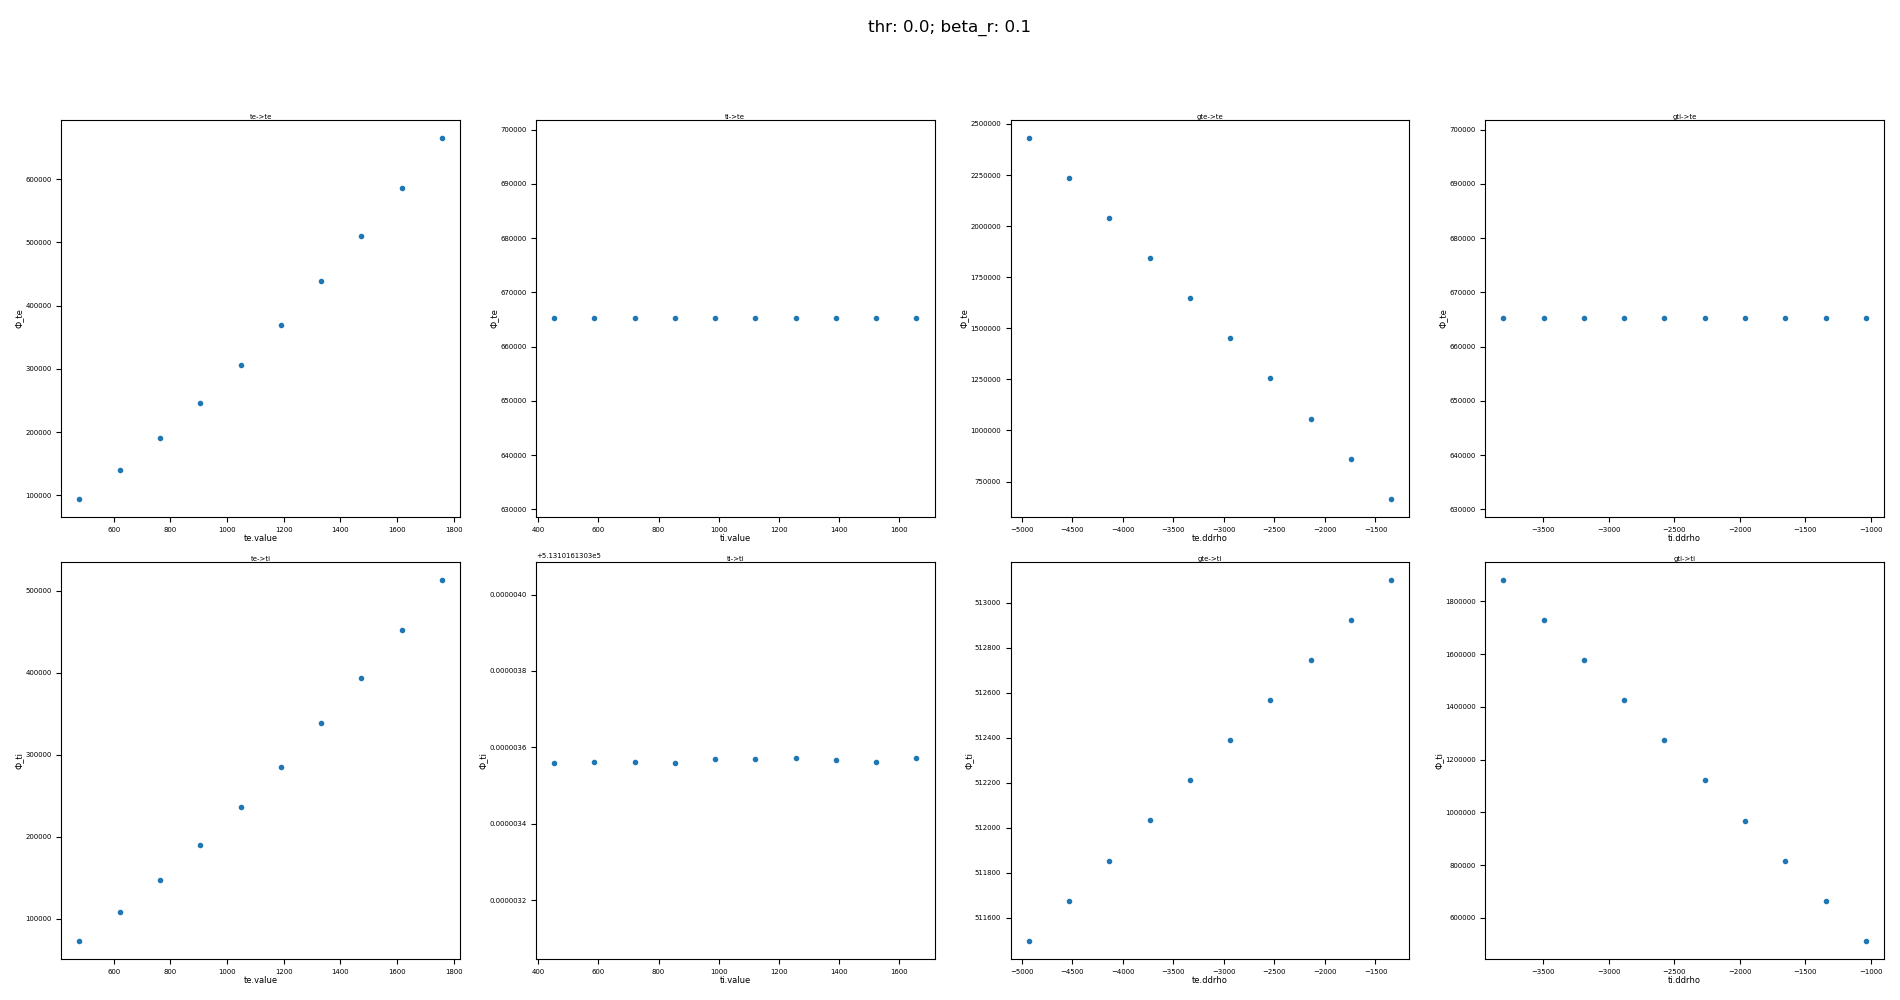 thr: 0.0; beta_r: 0.1
te->te
Φ_te
600000
500000
400000
300000
200000
100000
600 800 1000 1200 1400 1600 1800
te.value
ti->te
Φ_te
700000
690000
680000
670000
660000
650000
640000
630000
400 600 800 1000 1200 1400 1600
ti.value
gte->te
Φ_te
2500000
2250000
2000000
1750000
1500000
1250000
1000000
750000
−5000 −4500 −4000 −3500 −3000 −2500 −2000 −1500
te.ddrho
gti->te
Φ_te
700000
690000
680000
670000
660000
650000
640000
630000
−3500 −3000 −2500 −2000 −1500 −1000
ti.ddrho
te->ti
Φ_ti
500000
400000
300000
200000
100000
600 800 1000 1200 1400 1600 1800
te.value
+5.1310161303e5
ti->ti
Φ_ti
0.0000040
0.0000038
0.0000036
0.0000034
0.0000032
400 600 800 1000 1200 1400 1600
ti.value
gte->ti
Φ_ti
513000
512800
512600
512400
512200
512000
511800
511600
−5000 −4500 −4000 −3500 −3000 −2500 −2000 −1500
te.ddrho
gti->ti
Φ_ti
1800000
1600000
1400000
1200000
1000000
800000
600000
−3500 −3000 −2500 −2000 −1500 −1000
ti.ddrho